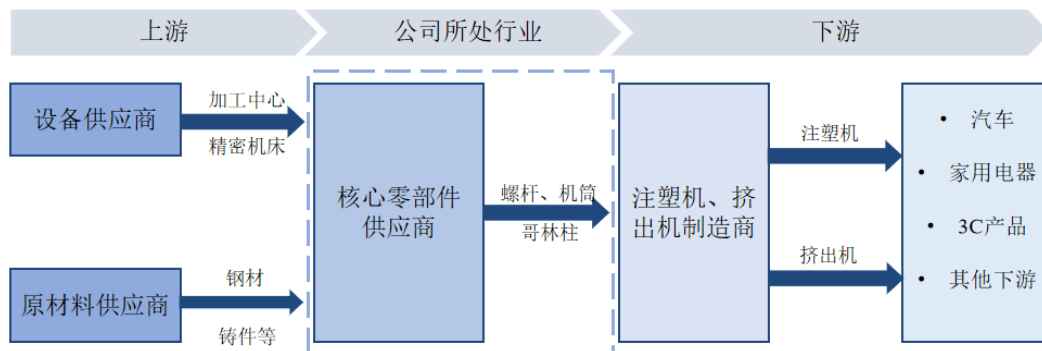 上游
公司所处行业
下游
设备供应商
加工中心
精密机床
原材料供应商
钢材
铸件等
核心零部件
供应商
螺杆、机筒
哥林柱
注塑机、挤
出机制造商
注塑机
挤出机
• 汽车
• 家用电器
• 3C产品
• 其他下游